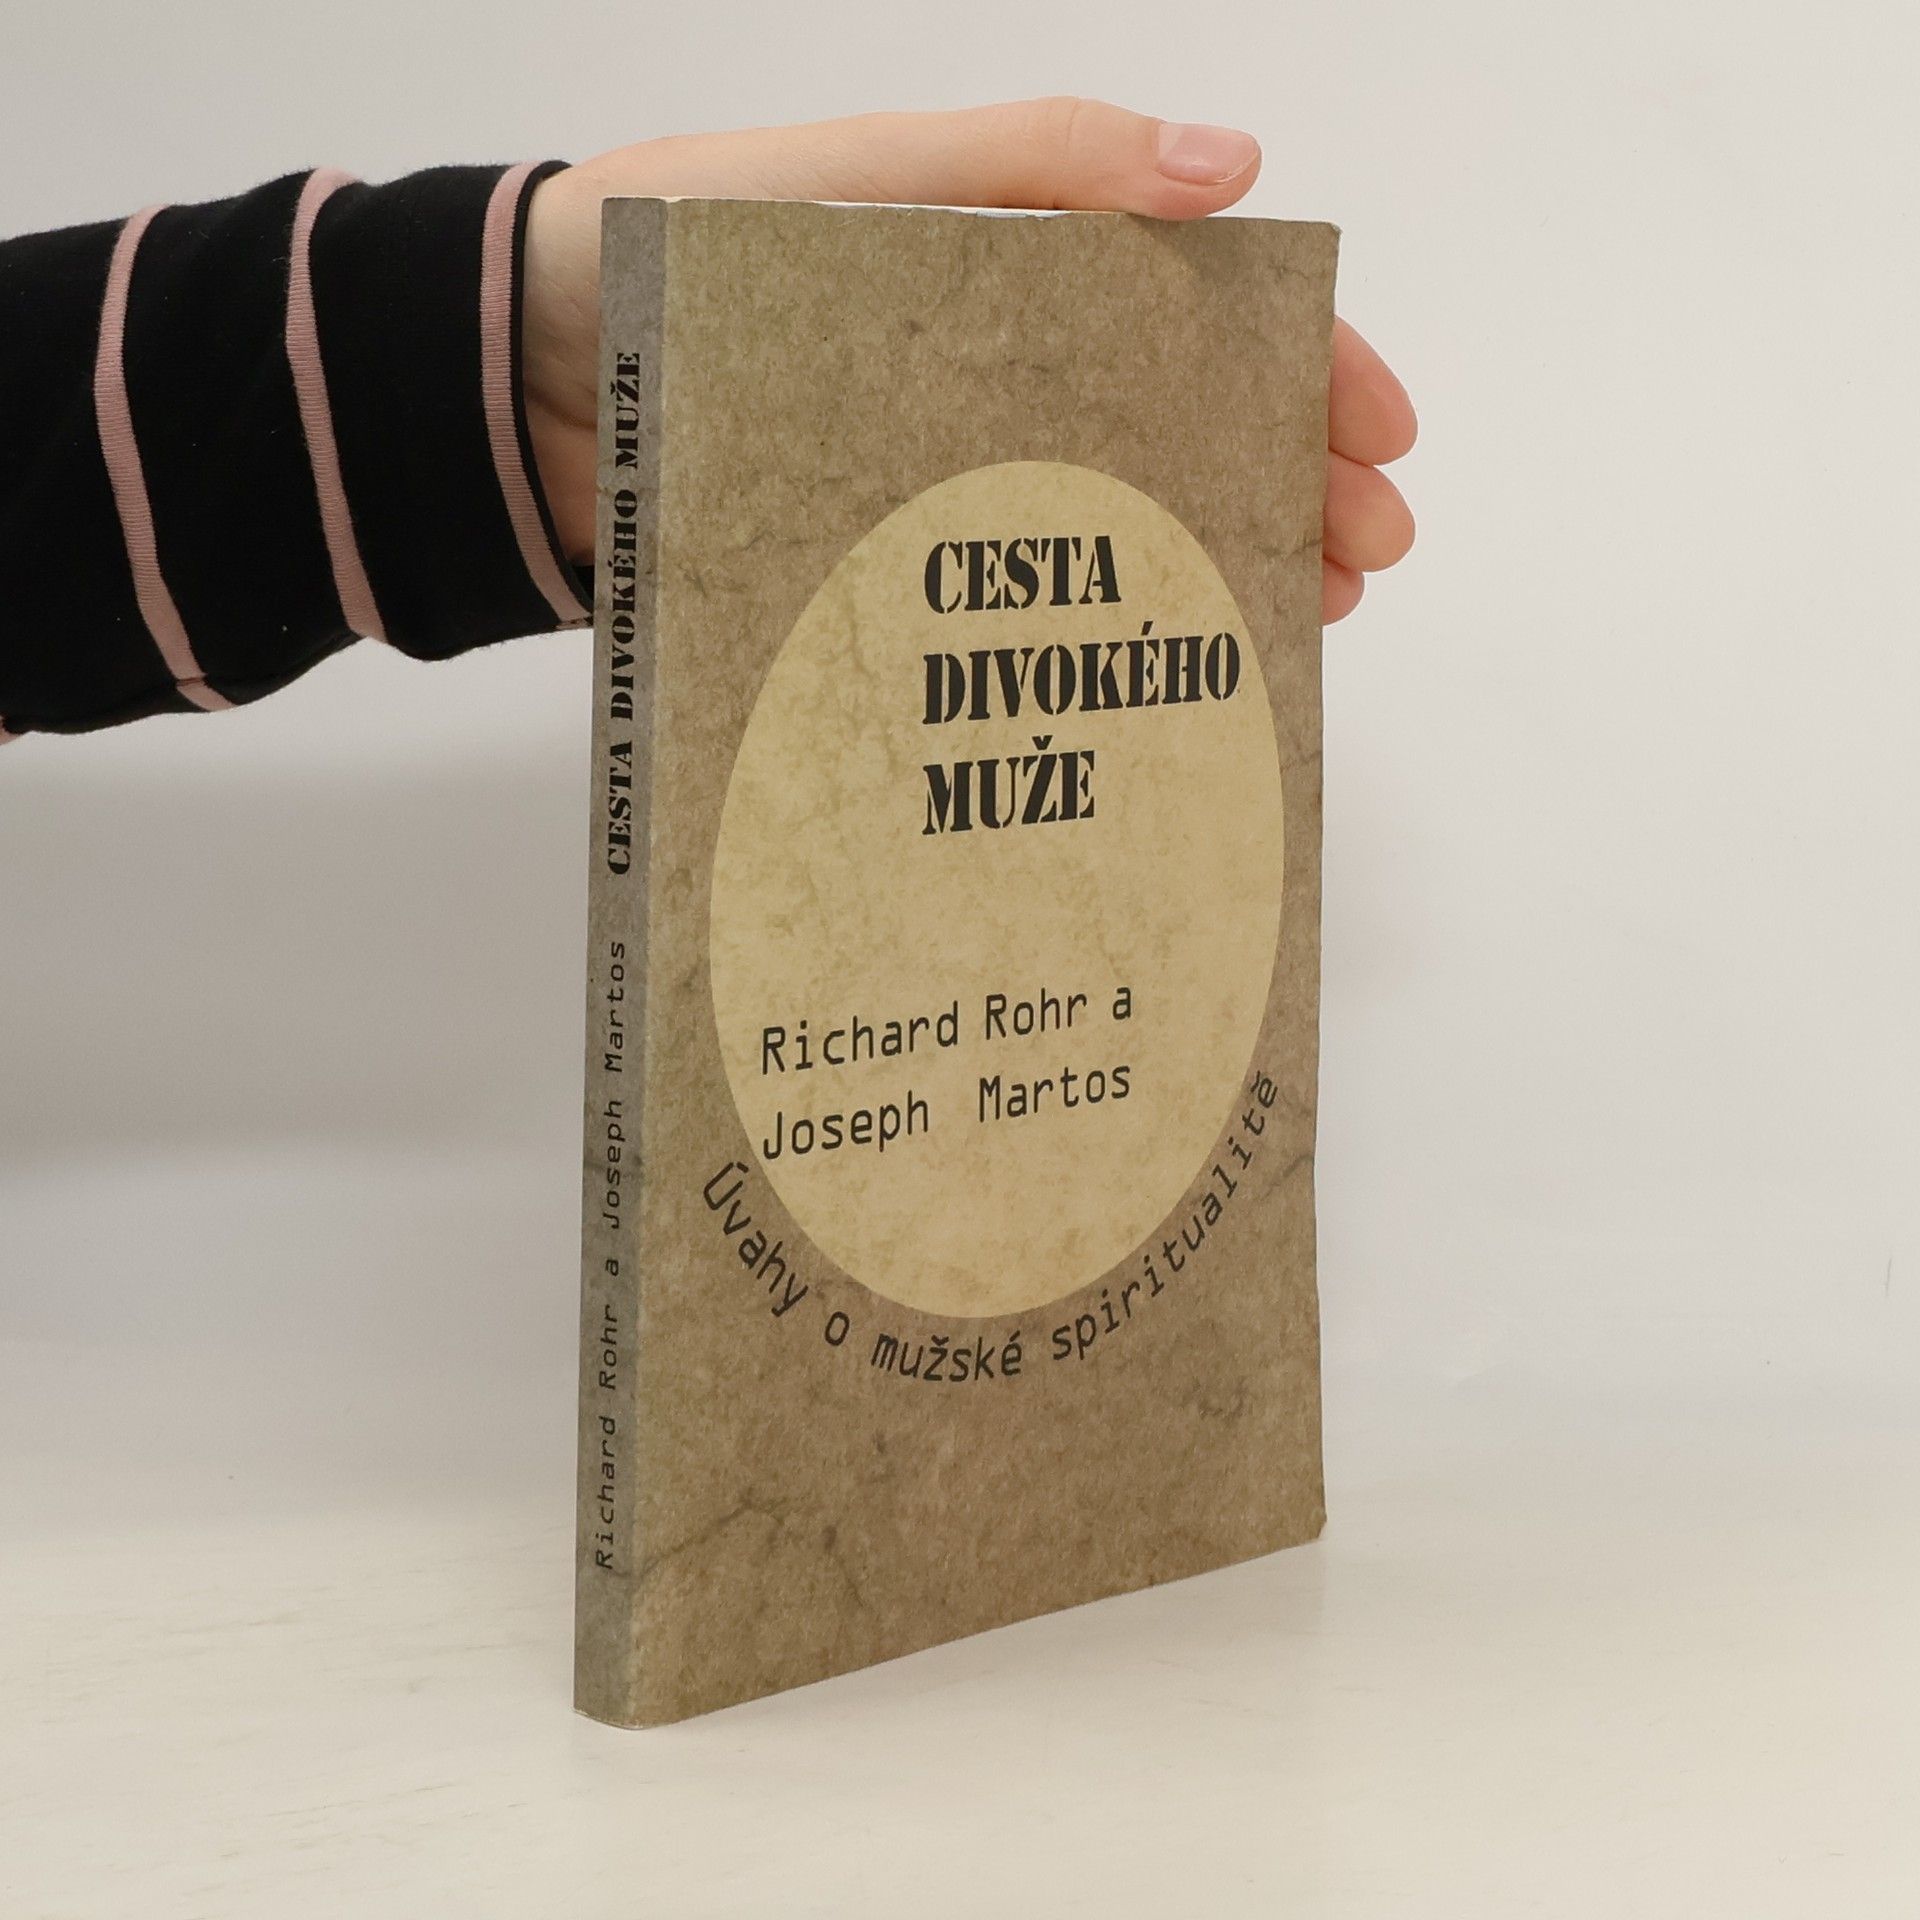 CESTA
DIVOKÉHO
MUŽE
Richard Rohr a
Joseph Martos
Úvahy o mužské spiritualitě
Richard Rohr a Joseph Martos CESTA DIVOKÉHO MUŽE